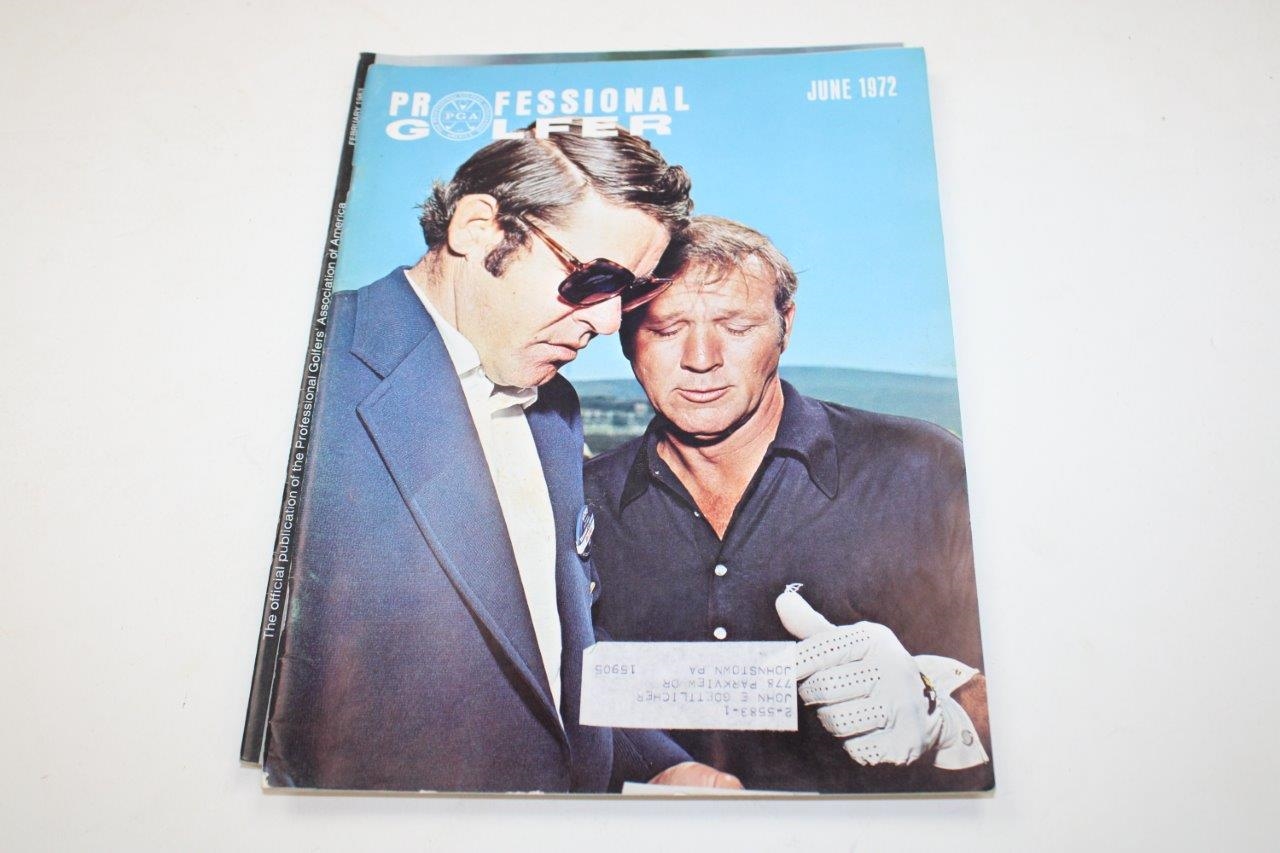 PROFESSIONAL
GOLFER
PGA
JUNE 1972
2-5583-1
JOHN E GOETTLICHER
778 PARKVIEW DR
JOHNSTOWN PA
15905
The official publication of the Professional Golfers' Association of America
FEBRUARY